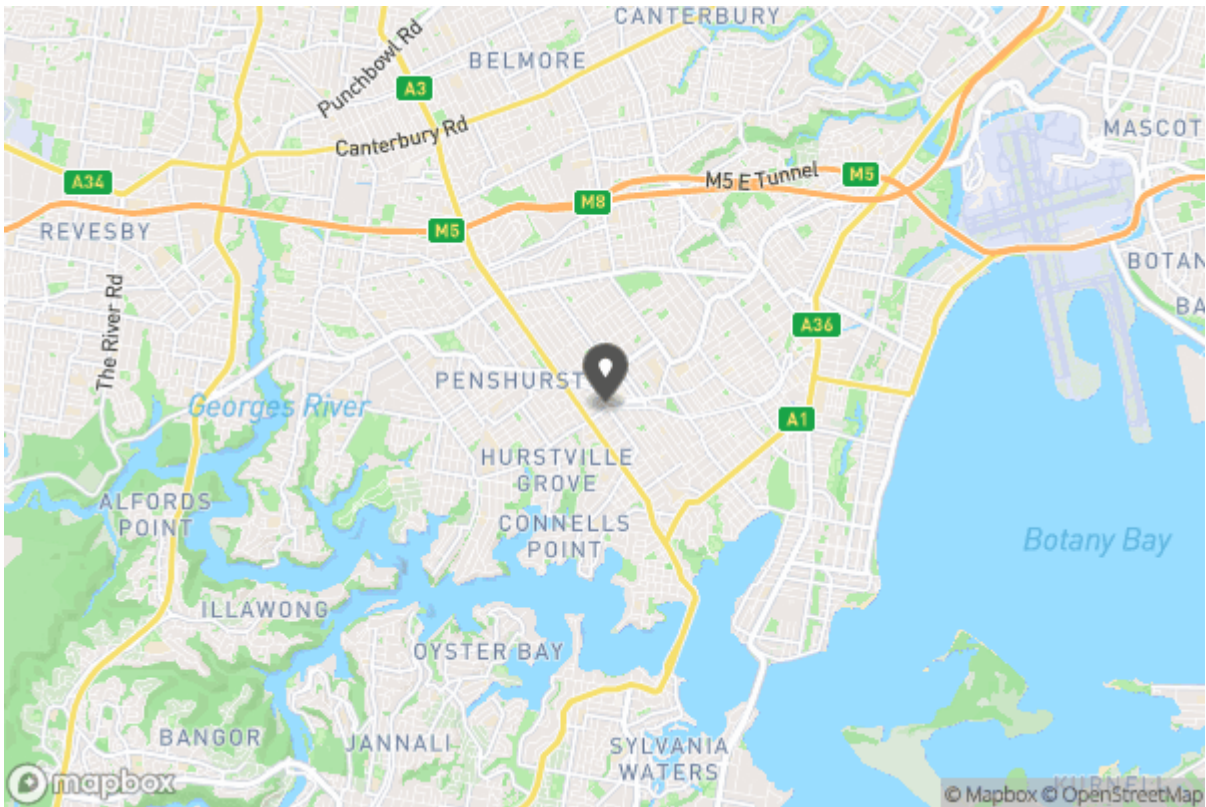 CANTERBURY
BELMORE
Punchbowl Rd
A3
Canterbury Rd
MASCOT
A34
M5 E Tunnel
M5
M8
REVESBY
M5
BOTAN
The River Rd
BA
A36
PENSHURST
Georges River
A1
HURSTVILLE
GROVE
ALFORDS
POINT
CONNELLS
POINT
Botany Bay
ILLAWONG
OYSTER BAY
BANGOR
JANNALI
SYLVANIA
WATERS
KURNELL
mapbox
© Mapbox © OpenStreetMap